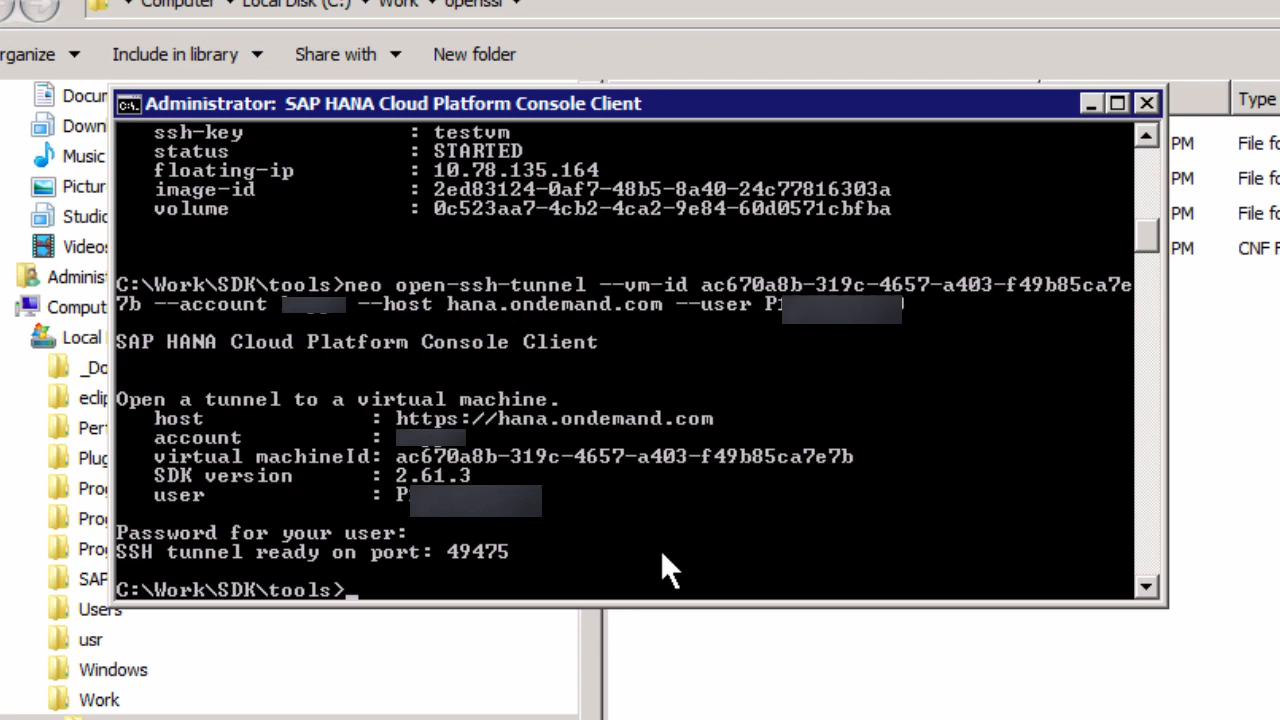 Computer Local Disk (C:) Work openssl
rganize Include in library Share with New folder
Docum
Down
Music
Picture
Studio
Videos
Administ
Compute
Local
_Do
eclip
Per
Plug
Prog
Prog
Prog
SAP
Users
usr
Windows
Work
Administrator: SAP HANA Cloud Platform Console Client
ssh-key : testvm
status : STARTED
floating-ip : 10.78.135.164
image-id : 2ed83124-0af7-48b5-8a40-24c77816303a
volume : 0c523aa7-4cb2-4ca2-9e84-60d0571cbfba
C:\Work\SDK\tools>neo open-ssh-tunnel --vm-id ac670a8b-319c-4657-a403-f49b85ca7e
7b --account --host hana.ondemand.com --user P
SAP HANA Cloud Platform Console Client
Open a tunnel to a virtual machine.
host : https://hana.ondemand.com
account :
virtual machineId: ac670a8b-319c-4657-a403-f49b85ca7e7b
SDK version : 2.61.3
user : P
Password for your user:
SSH tunnel ready on port: 49475
C:\Work\SDK\tools>_
Type
PM File fo
PM File fo
PM File fo
PM CNF F